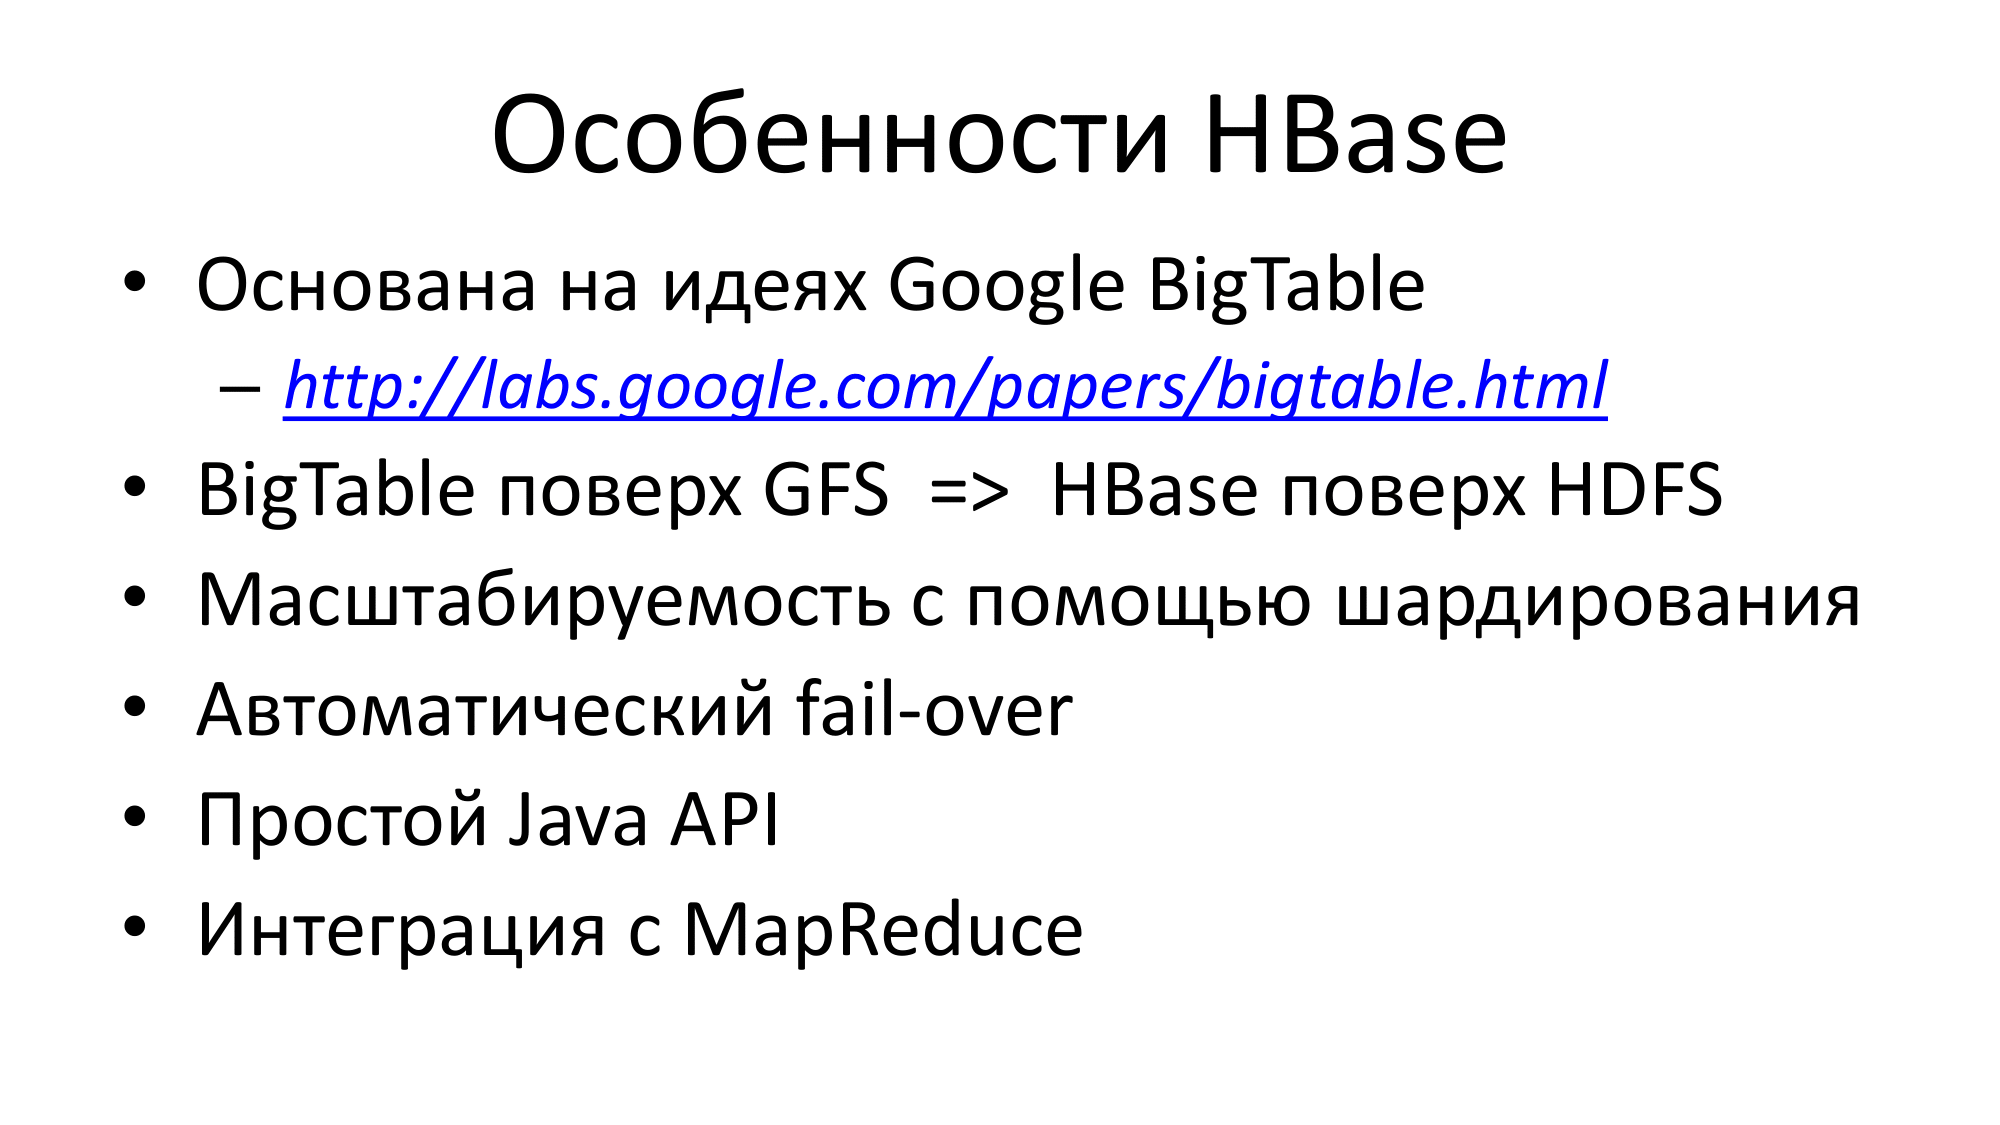 Особенности HBase
• Основана на идеях Google BigTable
– http://labs.google.com/papers/bigtable.html
• BigTable поверх GFS => HBase поверх HDFS
• Масштабируемость с помощью шардирования
• Автоматический fail-over
• Простой Java API
• Интеграция с MapReduce